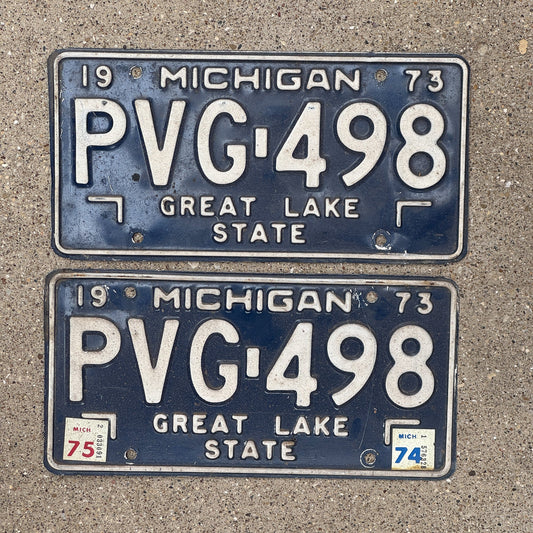 19 MICHIGAN 73
PVG-498
GREAT LAKE
STATE
19 MICHIGAN 73
PVG-498
GREAT LAKE
STATE
MICH
75
MICH
74